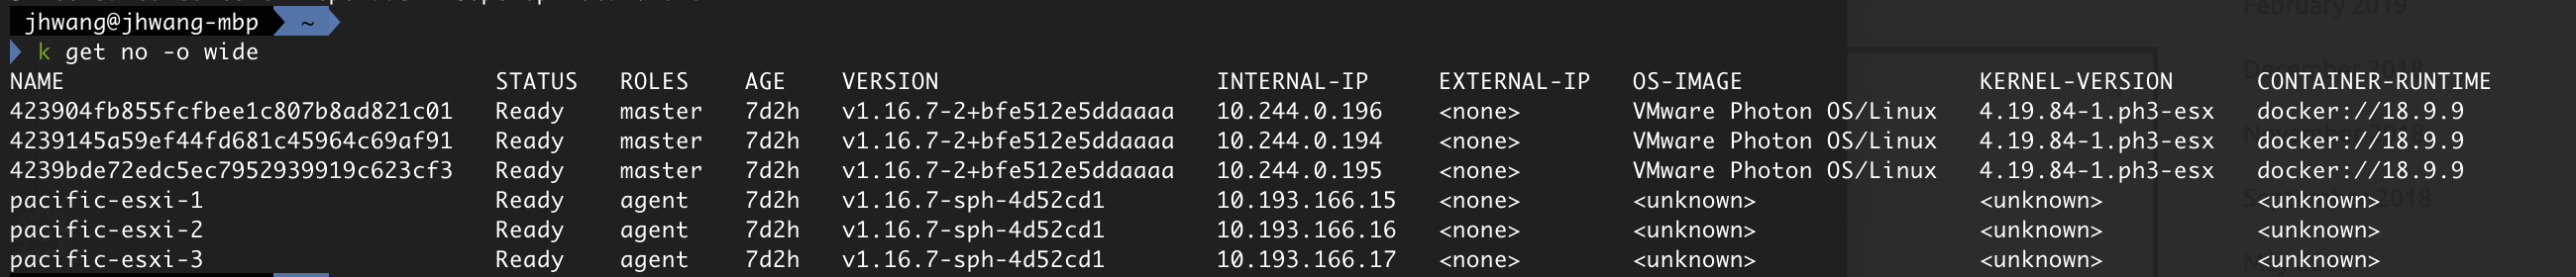 jhwang@jhwang-mbp ~
k get no -o wide
NAME STATUS ROLES AGE VERSION INTERNAL-IP EXTERNAL-IP OS-IMAGE KERNEL-VERSION CONTAINER-RUNTIME
423904fb855fcfbee1c807b8ad821c01 Ready master 7d2h v1.16.7-2+bfe512e5ddaaaa 10.244.0.196 <none> VMware Photon OS/Linux 4.19.84-1.ph3-esx docker://18.9.9
4239145a59ef44fd681c45964c69af91 Ready master 7d2h v1.16.7-2+bfe512e5ddaaaa 10.244.0.194 <none> VMware Photon OS/Linux 4.19.84-1.ph3-esx docker://18.9.9
4239bde72edc5ec7952939919c623cf3 Ready master 7d2h v1.16.7-2+bfe512e5ddaaaa 10.244.0.195 <none> VMware Photon OS/Linux 4.19.84-1.ph3-esx docker://18.9.9
pacific-esxi-1 Ready agent 7d2h v1.16.7-sph-4d52cd1 10.193.166.15 <none> <unknown> <unknown> <unknown>
pacific-esxi-2 Ready agent 7d2h v1.16.7-sph-4d52cd1 10.193.166.16 <none> <unknown> <unknown> <unknown>
pacific-esxi-3 Ready agent 7d2h v1.16.7-sph-4d52cd1 10.193.166.17 <none> <unknown> <unknown> <unknown>
February 2019
December 2018